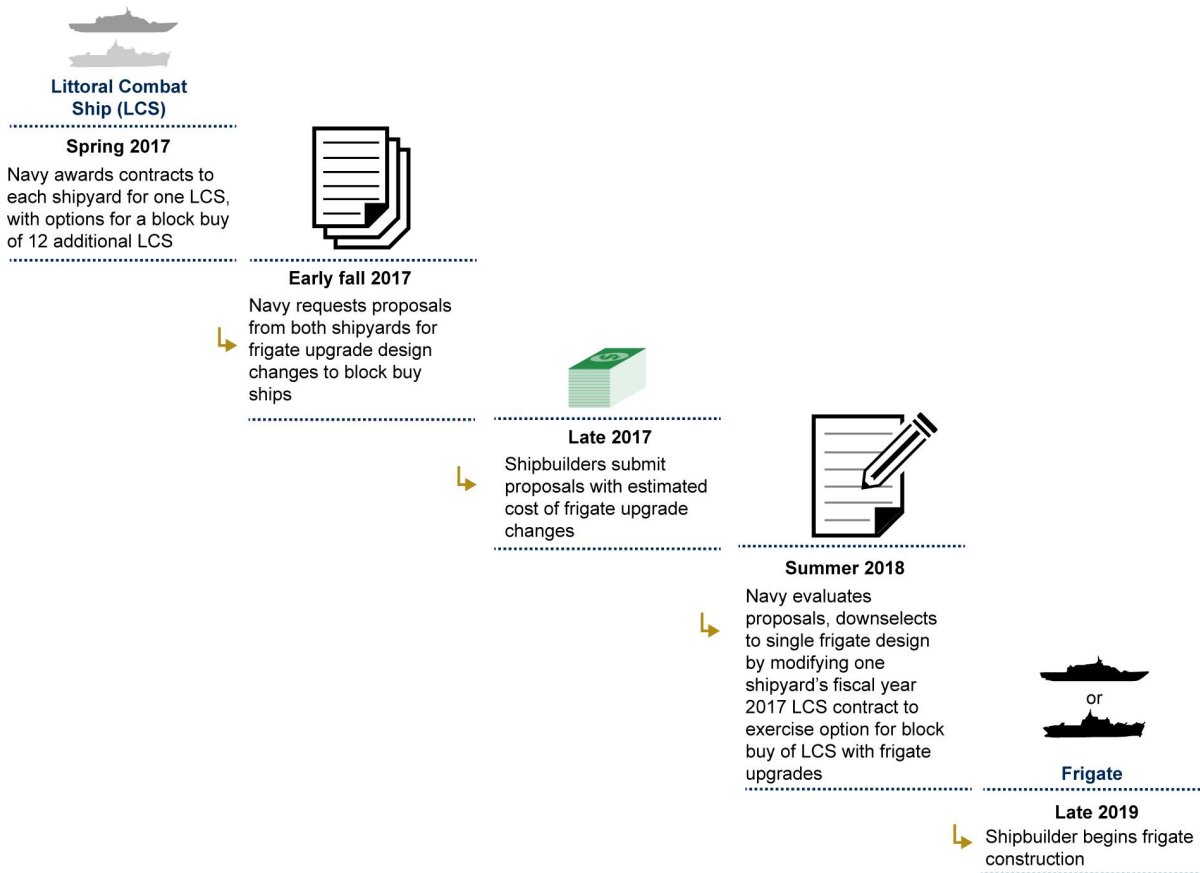 Littoral Combat
Ship (LCS)
Spring 2017
Navy awards contracts to
each shipyard for one LCS,
with options for a block buy
of 12 additional LCS
Early fall 2017
Navy requests proposals
from both shipyards for
frigate upgrade design
changes to block buy
ships
Late 2017
Shipbuilders submit
proposals with estimated
cost of frigate upgrade
changes
Summer 2018
Navy evaluates
proposals, downselects
to single frigate design
by modifying one
shipyard’s fiscal year
2017 LCS contract to
exercise option for block
buy of LCS with frigate
upgrades
or
Frigate
Late 2019
Shipbuilder begins frigate
construction